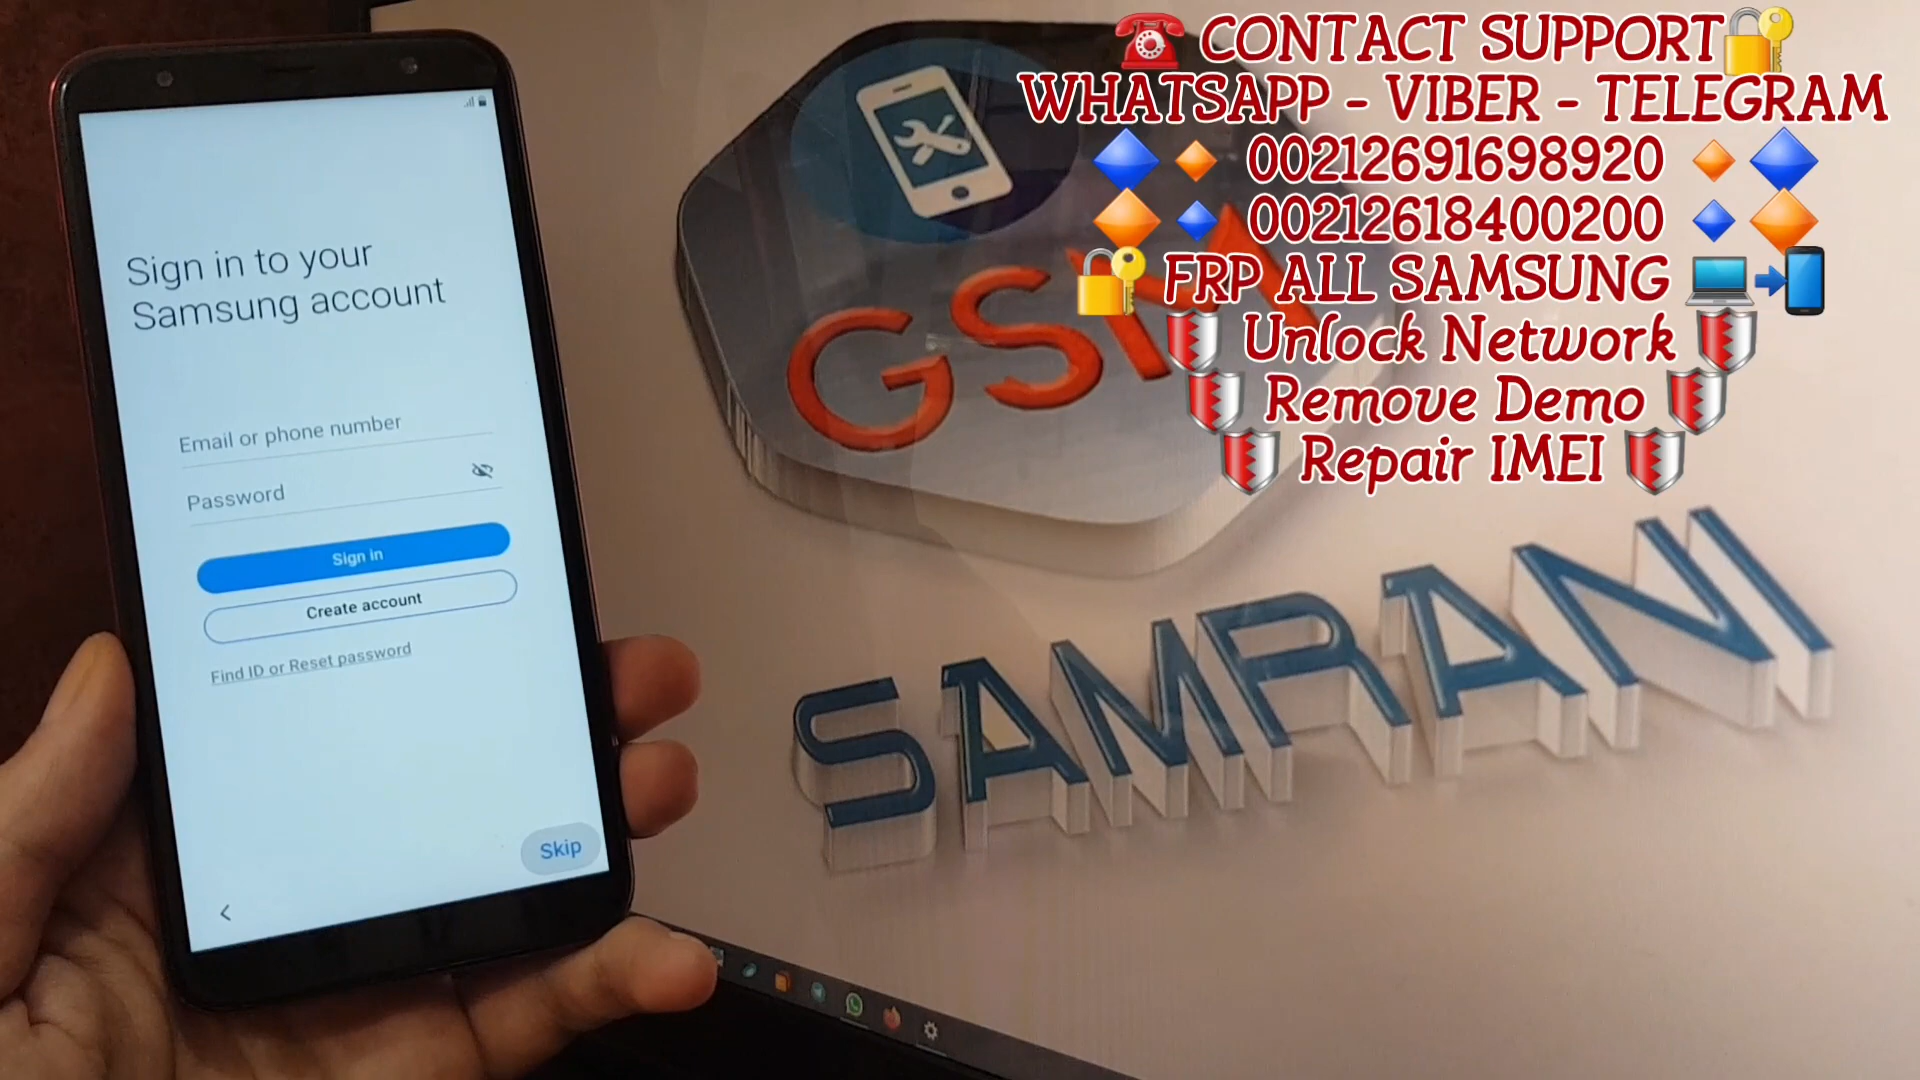 CONTACT SUPPORT
WHATSAPP - VIBER - TELEGRAM
00212691698920
00212618400200
FRP ALL SAMSUNG
Unlock Network
Remove Demo
Repair IMEI
GSM
SAMRANI
Sign in to your
Samsung account
Email or phone number
Password
Sign in
Create account
Find ID or Reset password
Skip